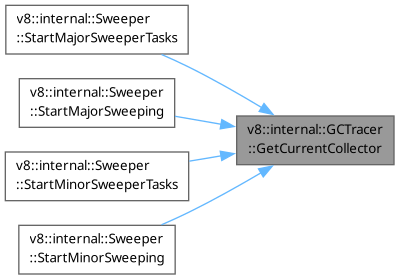 v8::internal::Sweeper
::StartMajorSweeperTasks
v8::internal::Sweeper
::StartMajorSweeping
v8::internal::GCTracer
::GetCurrentCollector
v8::internal::Sweeper
::StartMinorSweeperTasks
v8::internal::Sweeper
::StartMinorSweeping